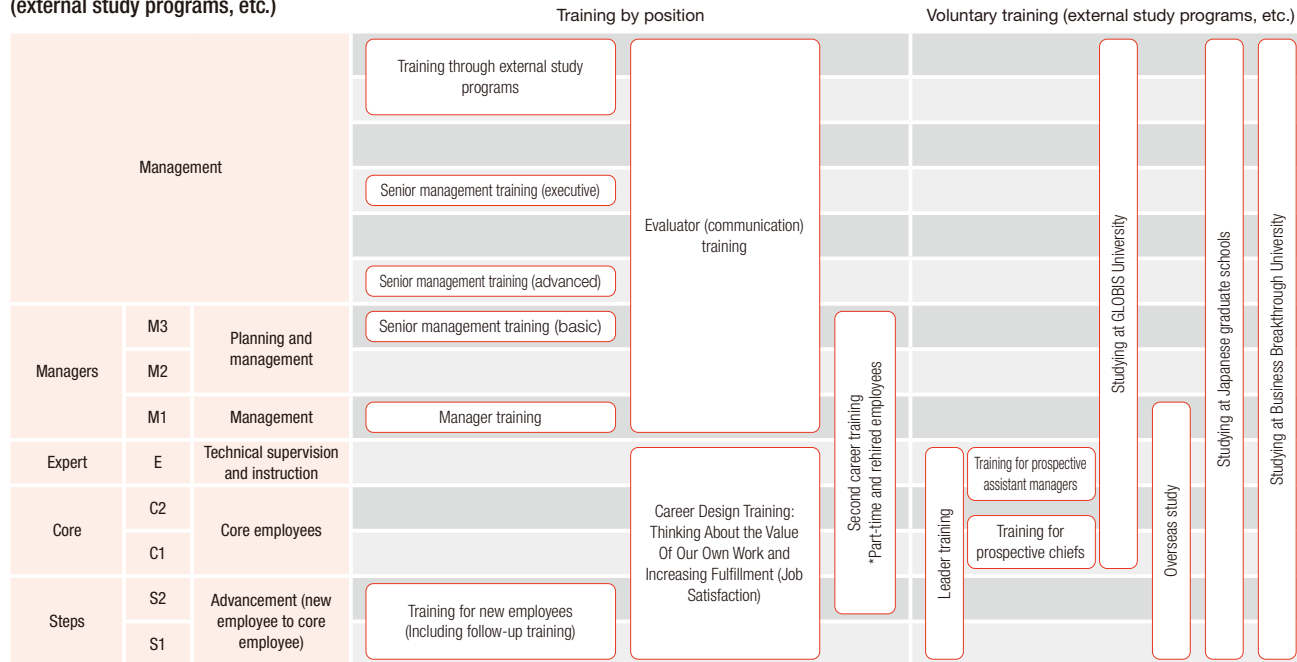 (external study programs, etc.)
Training by position
Voluntary training (external study programs, etc.)
Management
Training through external study
programs
Senior management training (executive)
Senior management training (advanced)
Evaluator (communication)
training
Managers
M3
Planning and
management
Senior management training (basic)
M2
M1
Management
Manager training
Expert
E
Technical supervision
and instruction
Core
C2
Core employees
C1
Steps
S2
Advancement (new
employee to core
employee)
S1
Training for new employees
(Including follow-up training)
Career Design Training:
Thinking About the Value
Of Our Own Work and
Increasing Fulfillment (Job
Satisfaction)
Second career training
*Part-time and rehired employees
Leader training
Training for prospective
assistant managers
Training for
prospective chiefs
Studying at GLOBIS University
Overseas study
Studying at Japanese graduate schools
Studying at Business Breakthrough University